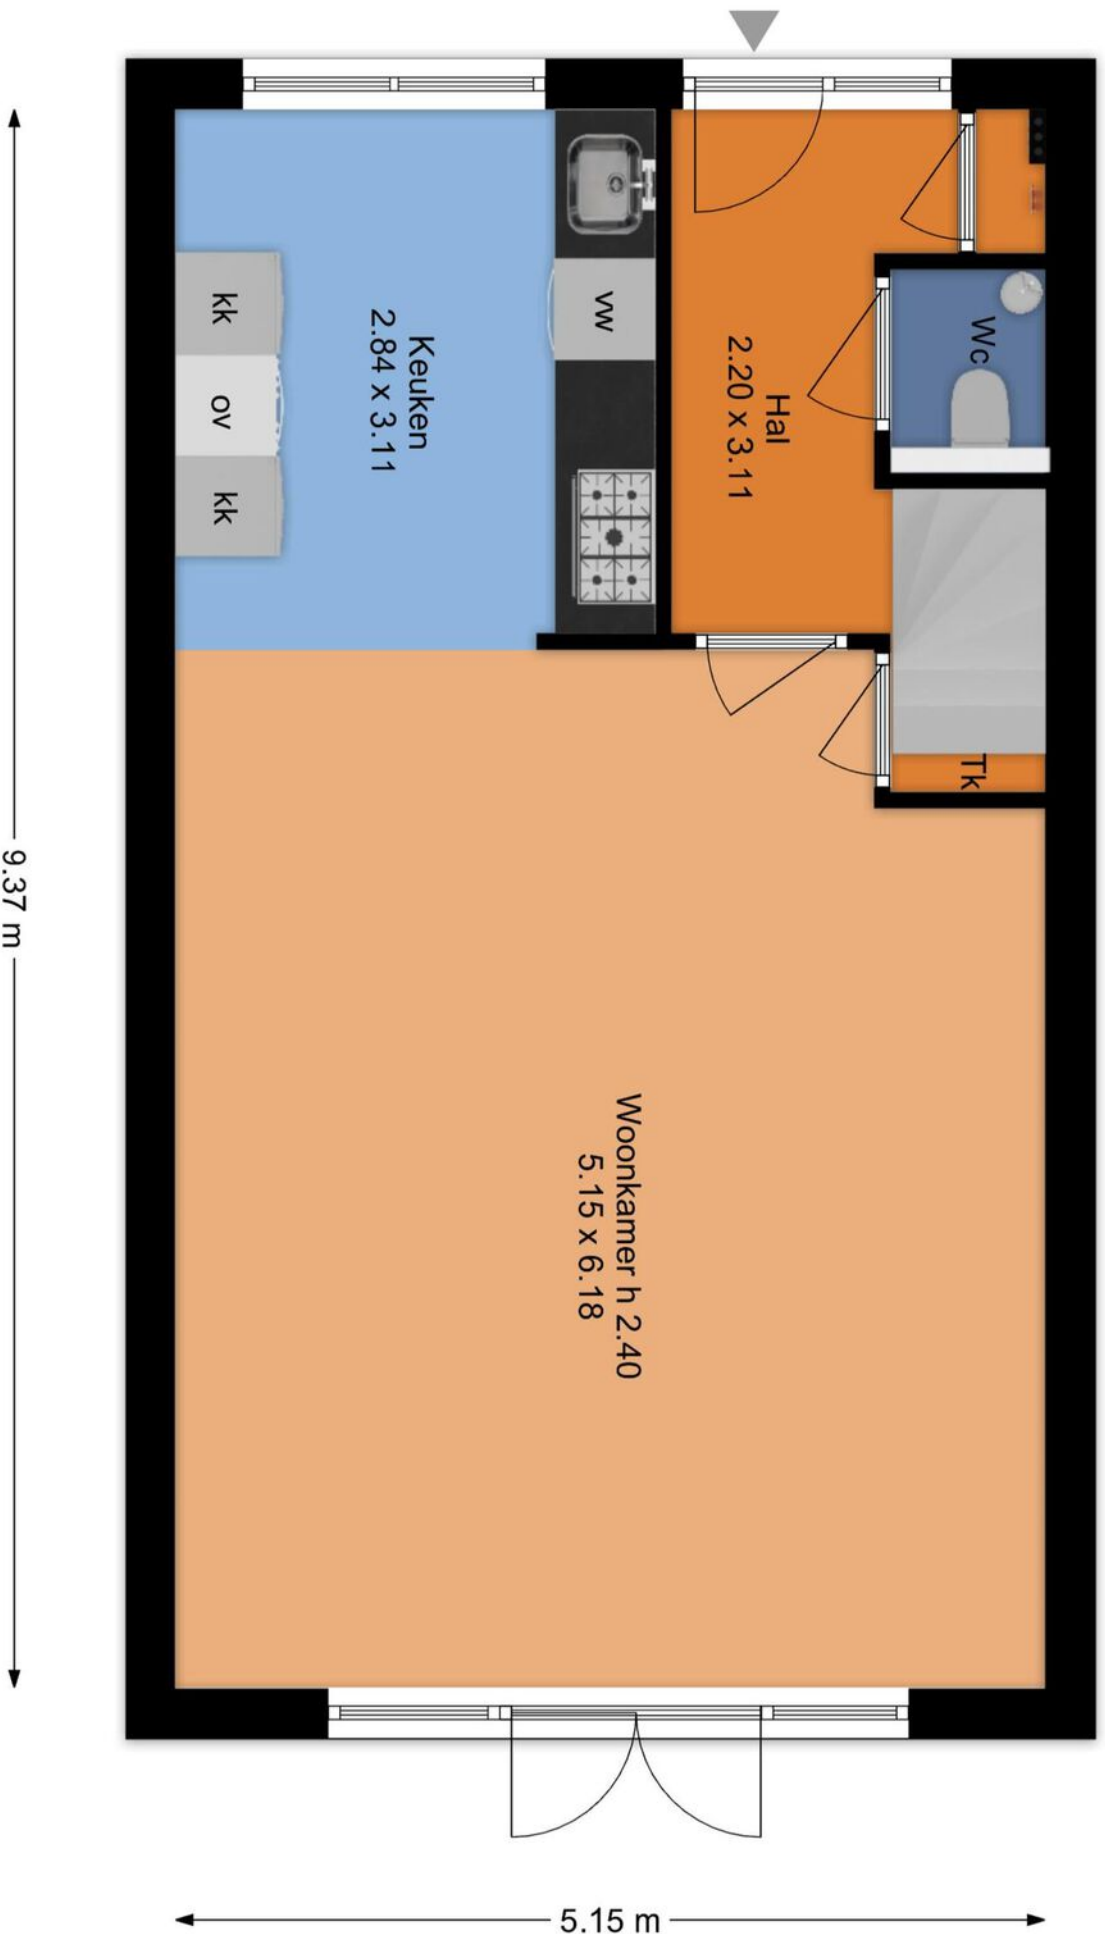 kk
ov
kk
Keuken
2.84 x 3.11
vw
Hal
2.20 x 3.11
Wc
Tk
9.37 m
Woonkamer h 2.40
5.15 x 6.18
5.15 m